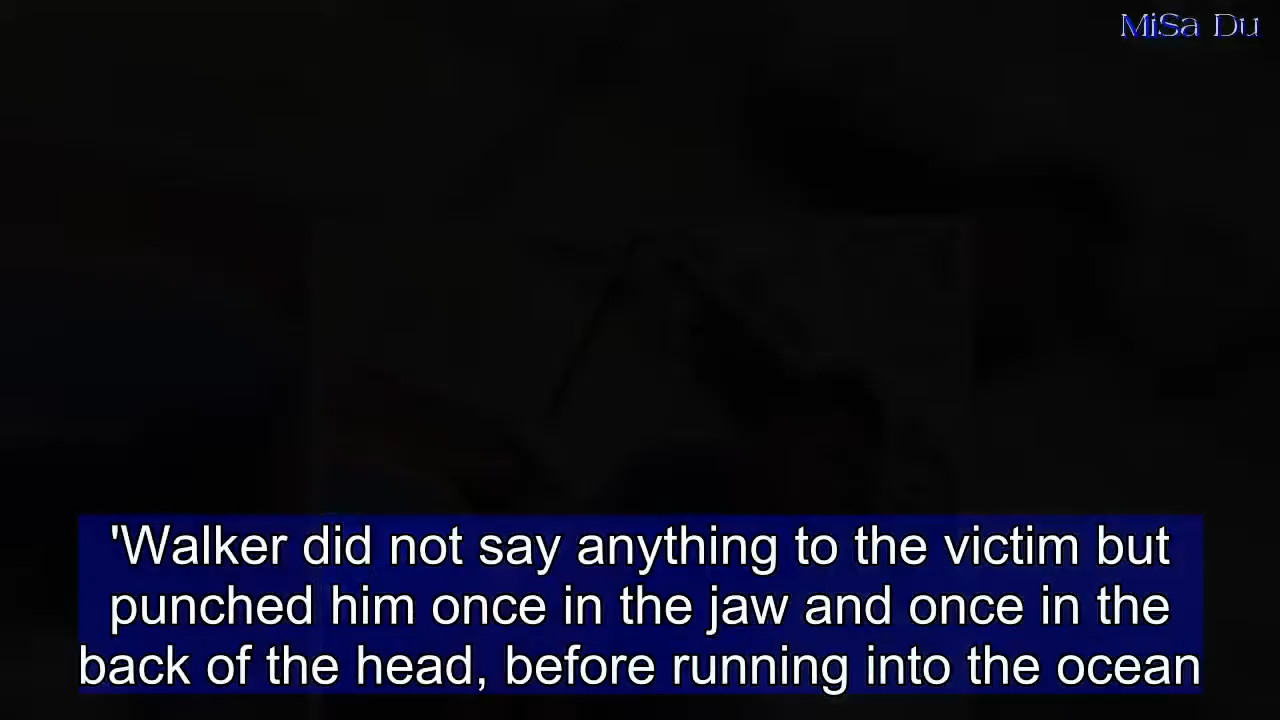 MiSa Du
'Walker did not say anything to the victim but
punched him once in the jaw and once in the
back of the head, before running into the ocean